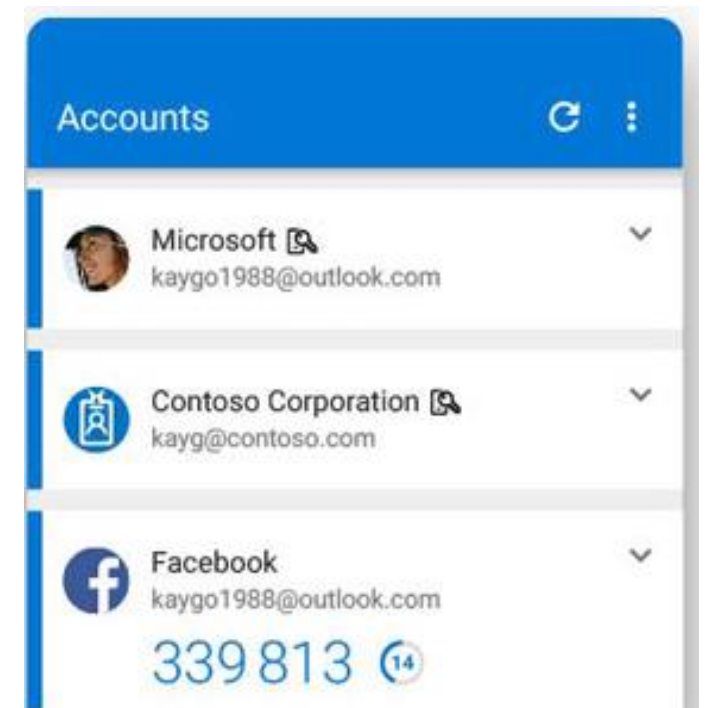 Accounts
Microsoft
kaygo1988@outlook.com
Contoso Corporation
kayg@contoso.com
Facebook
kaygo1988@outlook.com
339 813 14